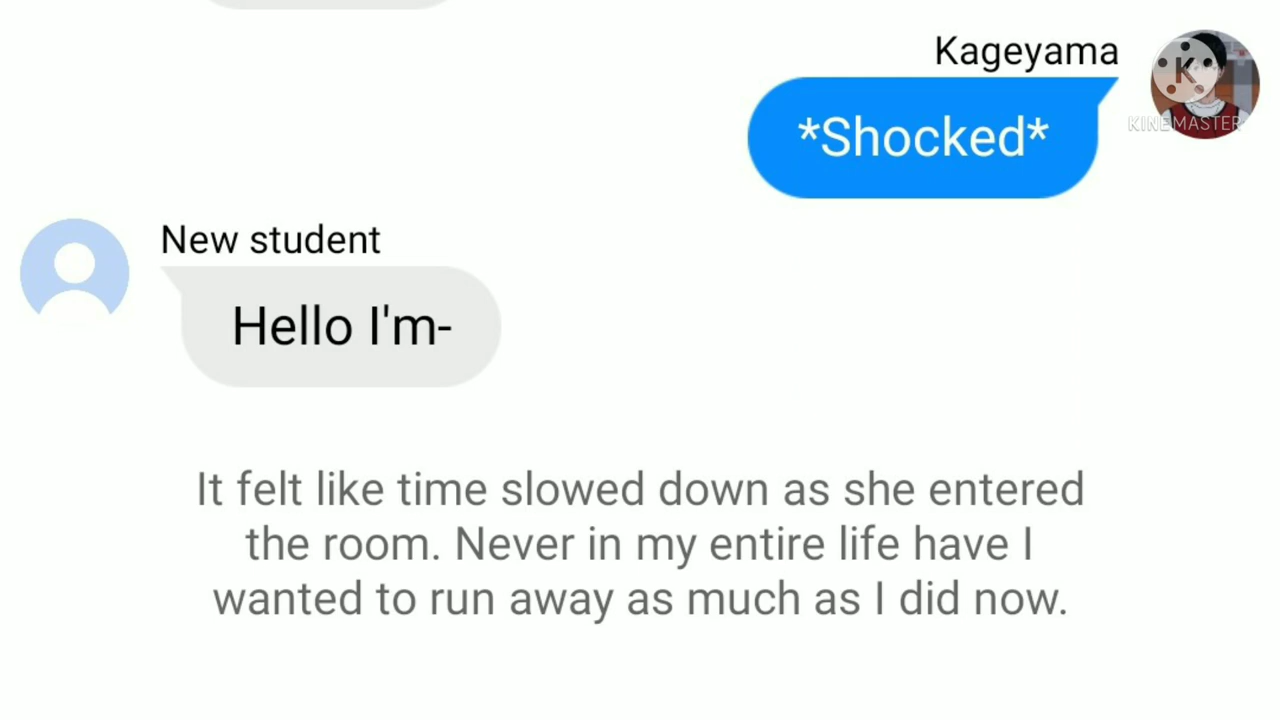 Kageyama
*Shocked*
K
KINEMASTER
New student
Hello I'm-
It felt like time slowed down as she entered
the room. Never in my entire life have I
wanted to run away as much as I did now.